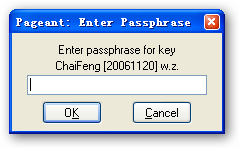 Pageant: Enter Passphrase
Enter passphrase for key
ChaiFeng [20061120] w.z.
OK
Cancel